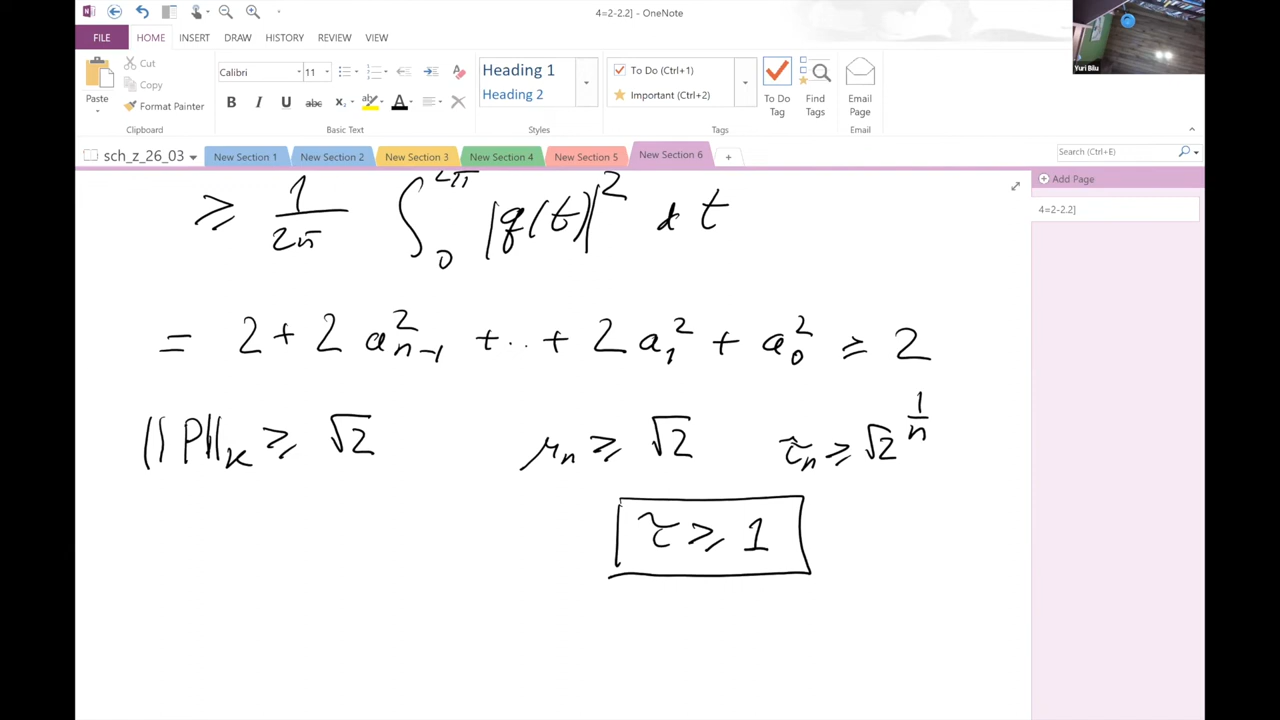 4=2-2.2] - OneNote
Yuri Bilu
FILE HOME INSERT DRAW HISTORY REVIEW VIEW
Paste
Cut
Copy
Format Painter
Clipboard
Calibri 11
B I U abc x₂ A
Basic Text
Heading 1
Heading 2
Styles
To Do (Ctrl+1)
Important (Ctrl+2)
To Do Tag
Find Tags
Tags
Email Page
Email
sch_z_26_03 New Section 1 New Section 2 New Section 3 New Section 4 New Section 5 New Section 6 +
Search (Ctrl+E)
Add Page
4=2-2.2]
≥ 1/2π ∫₀^2π |q(t)|² dt
= 2 + 2 a²ₙ₋₁ + .. + 2 a₁² + a₀² ≥ 2
||P||ₖ ≥ √2 μₙ ≥ √2 τₙ ≥ √2^(1/n)
τ ≥ 1